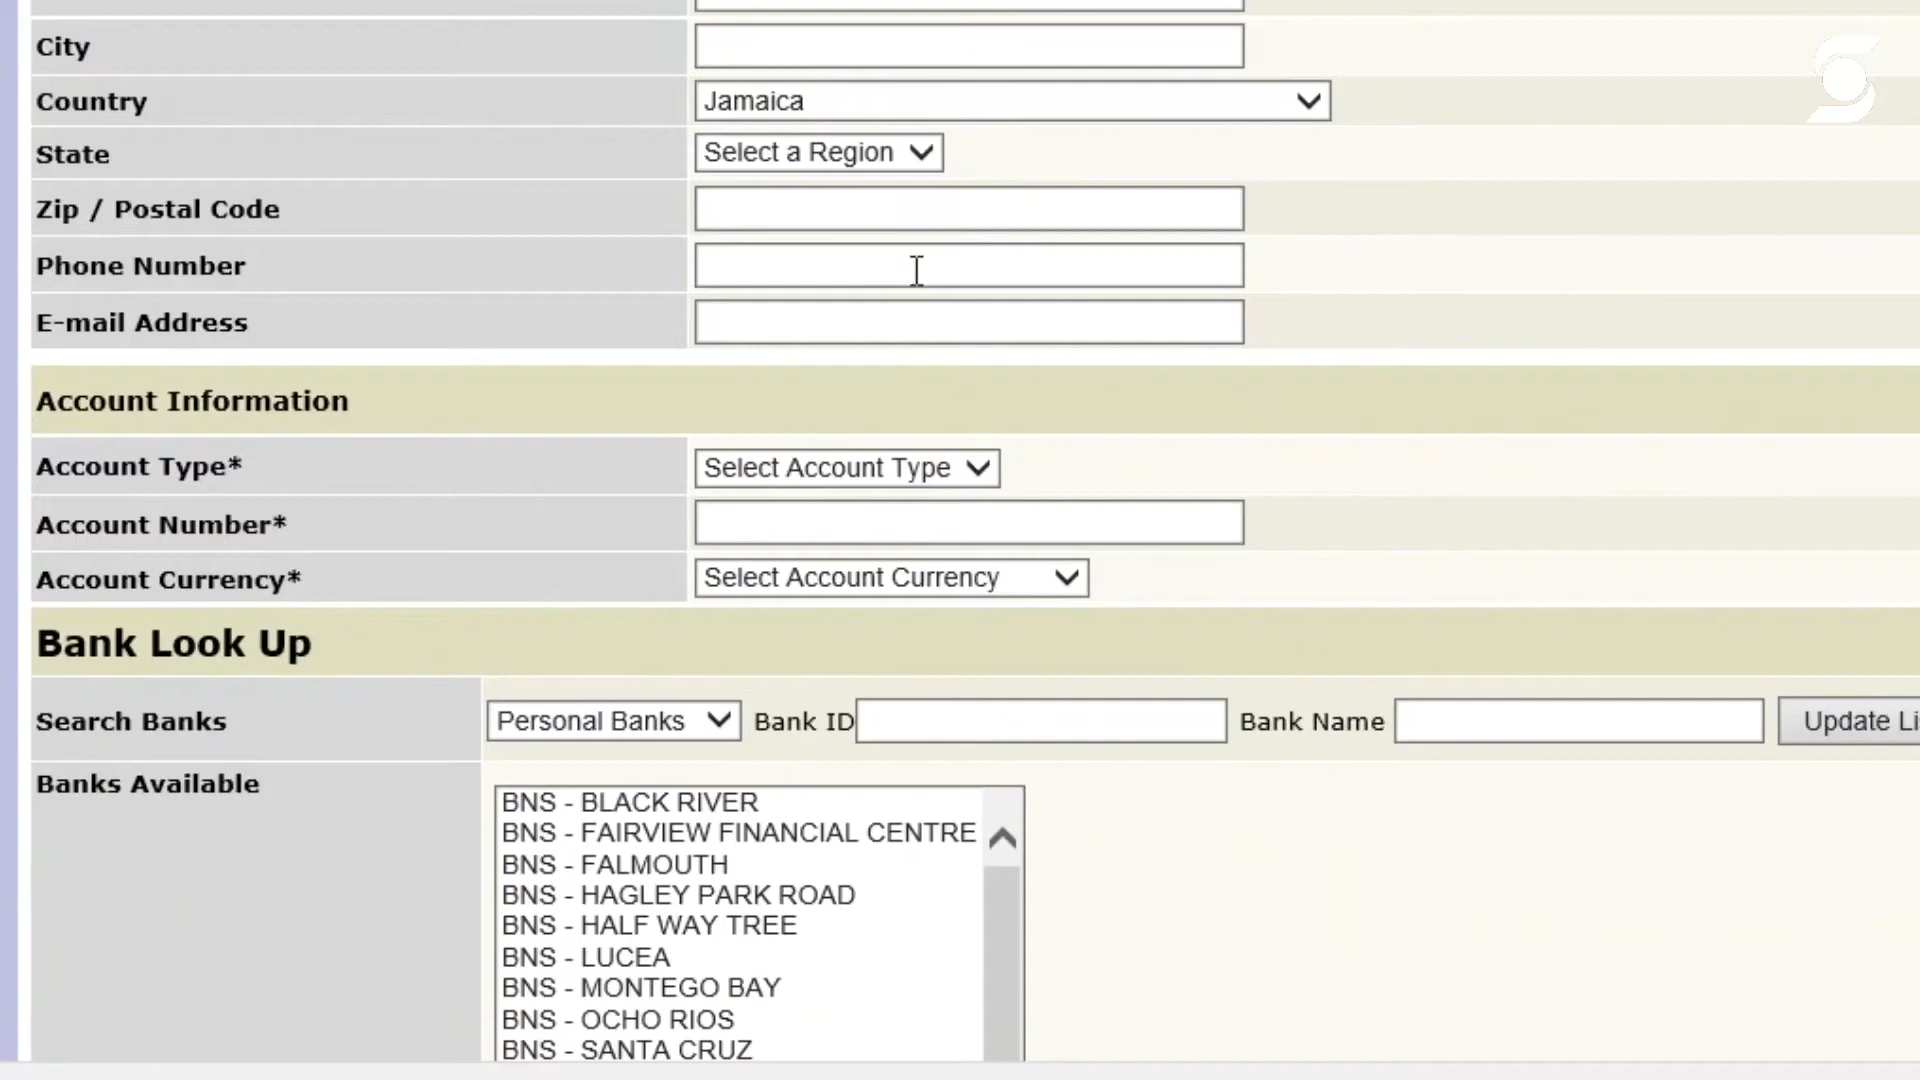 City
Country Jamaica
State Select a Region
Zip / Postal Code
Phone Number
E-mail Address
Account Information
Account Type* Select Account Type
Account Number*
Account Currency* Select Account Currency
Bank Look Up
Search Banks Personal Banks Bank ID Bank Name Update Li
Banks Available
BNS - BLACK RIVER
BNS - FAIRVIEW FINANCIAL CENTRE
BNS - FALMOUTH
BNS - HAGLEY PARK ROAD
BNS - HALF WAY TREE
BNS - LUCEA
BNS - MONTEGO BAY
BNS - OCHO RIOS
BNS - SANTA CRUZ